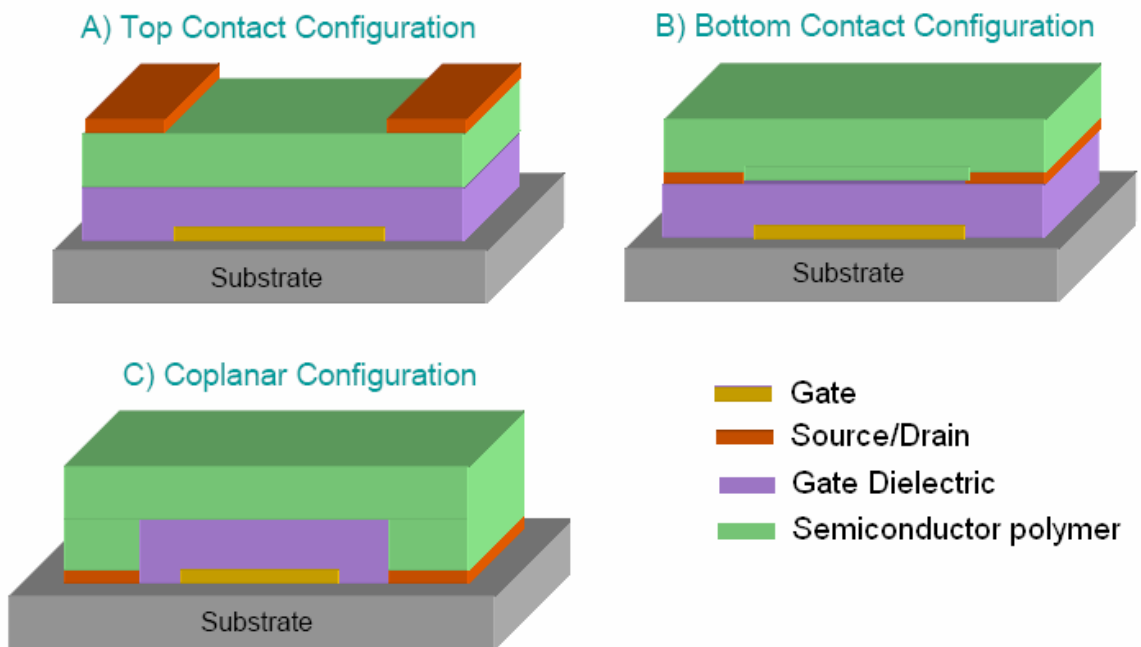 A) Top Contact Configuration
B) Bottom Contact Configuration
Substrate
Substrate
C) Coplanar Configuration
Gate
Source/Drain
Gate Dielectric
Semiconductor polymer
Substrate